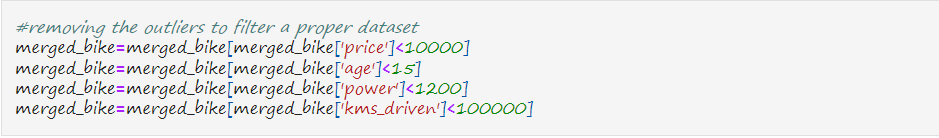 #removing the outliers to filter a proper dataset
merged_bike=merged_bike[merged_bike['price']<10000]
merged_bike=merged_bike[merged_bike['age']<15]
merged_bike=merged_bike[merged_bike['power']<1200]
merged_bike=merged_bike[merged_bike['kms_driven']<100000]